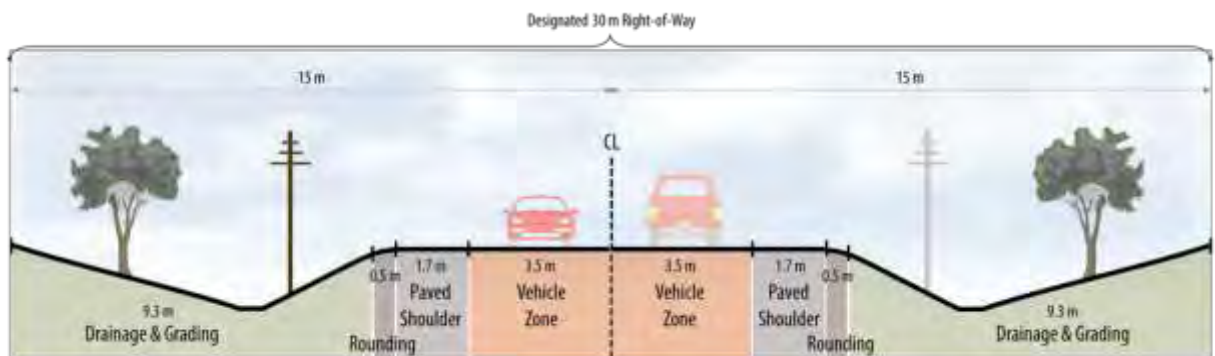 Designated 30 m Right-of-Way
15 m
15 m
CL
9.3 m
Drainage & Grading
0.5 m
Rounding
1.7 m
Paved
Shoulder
3.5 m
Vehicle
Zone
3.5 m
Vehicle
Zone
1.7 m
Paved
Shoulder
0.5 m
Rounding
9.3 m
Drainage & Grading